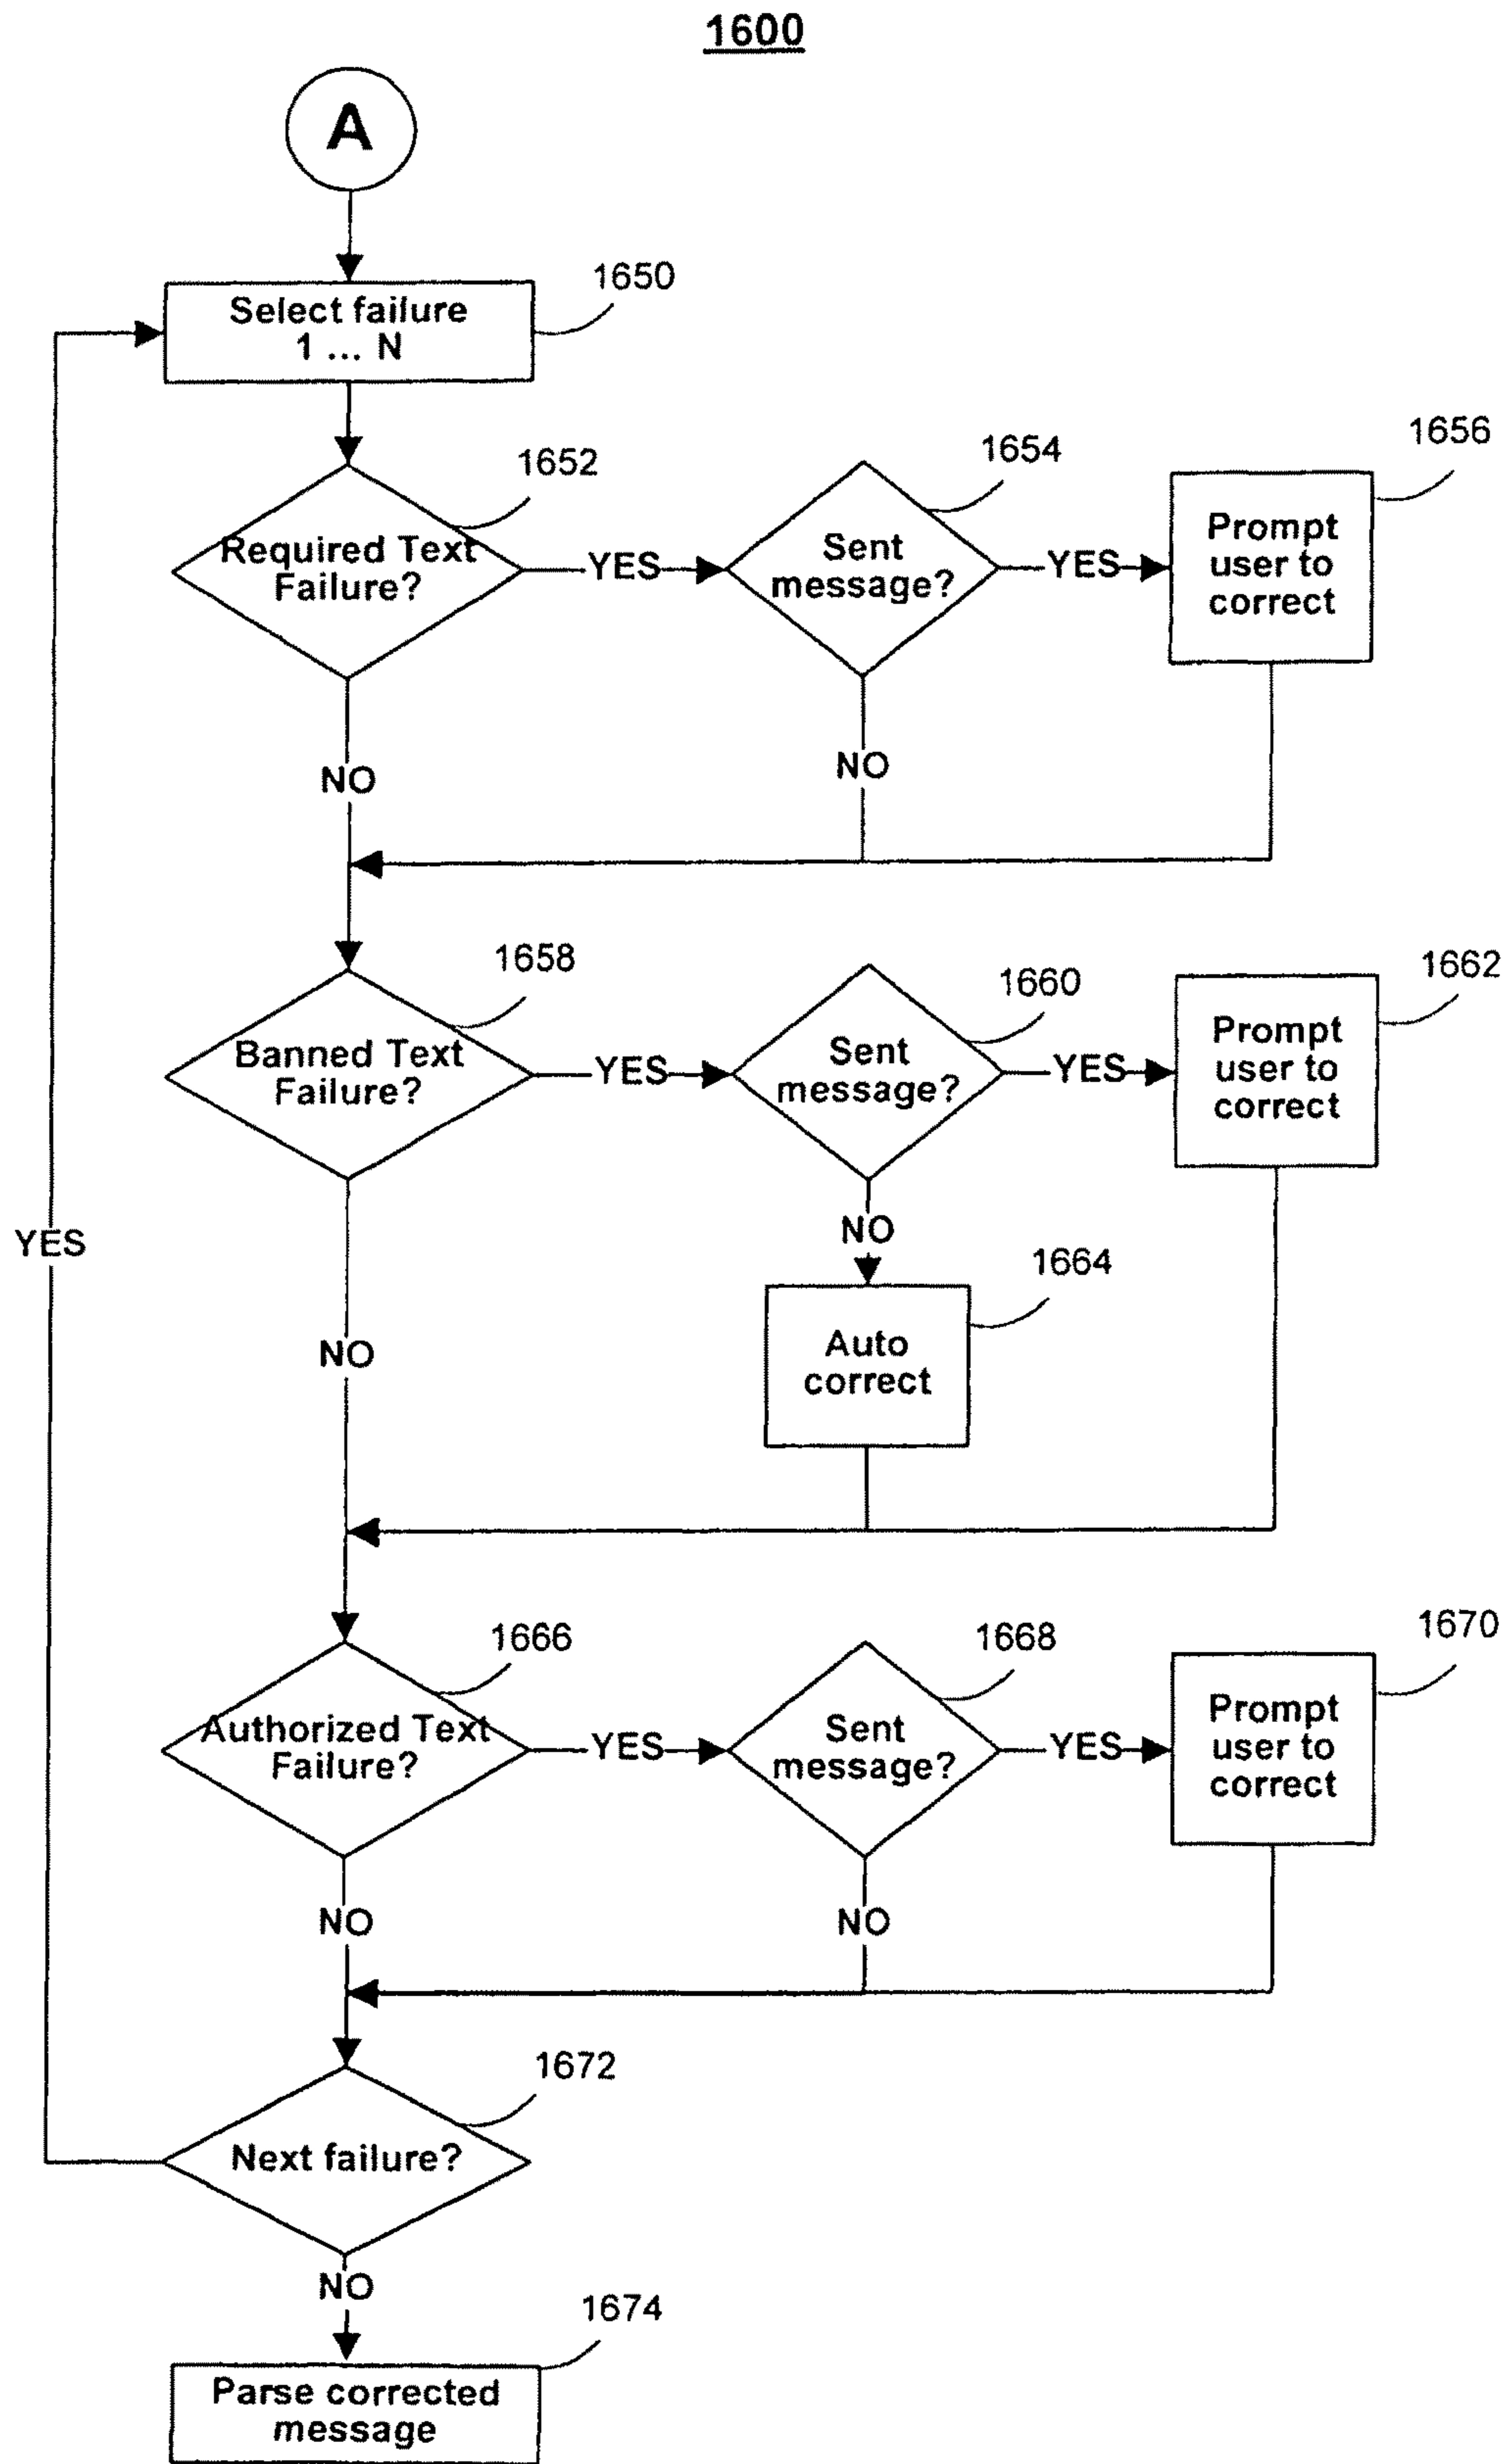 1600
A
1650
Select failure
1 ... N
1652
1654
1656
Required Text
Failure?
YES
Sent
message?
YES
Prompt
user to
correct
NO
NO
1658
1660
1662
Banned Text
Failure?
YES
Sent
message?
YES
Prompt
user to
correct
NO
YES
1664
NO
Auto
correct
1666
1668
1670
Authorized Text
Failure?
YES
Sent
message?
YES
Prompt
user to
correct
NO
NO
1672
Next failure?
NO
1674
Parse corrected
message